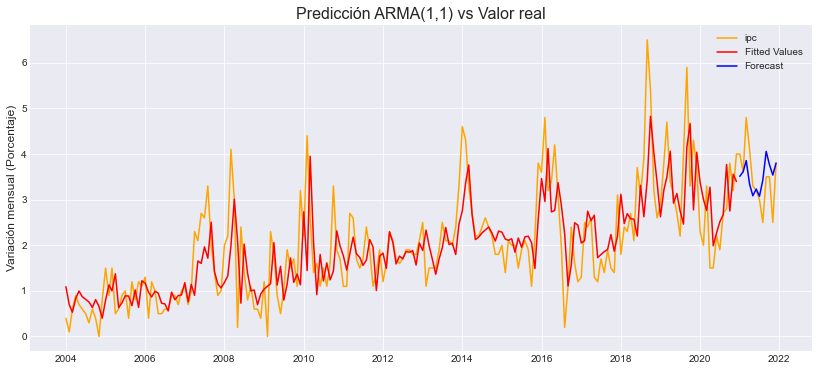 Predicción ARMA(1,1) vs Valor real
Variación mensual (Porcentaje)
6
5
4
3
2
1
0
ipc
Fitted Values
Forecast
2004 2006 2008 2010 2012 2014 2016 2018 2020 2022